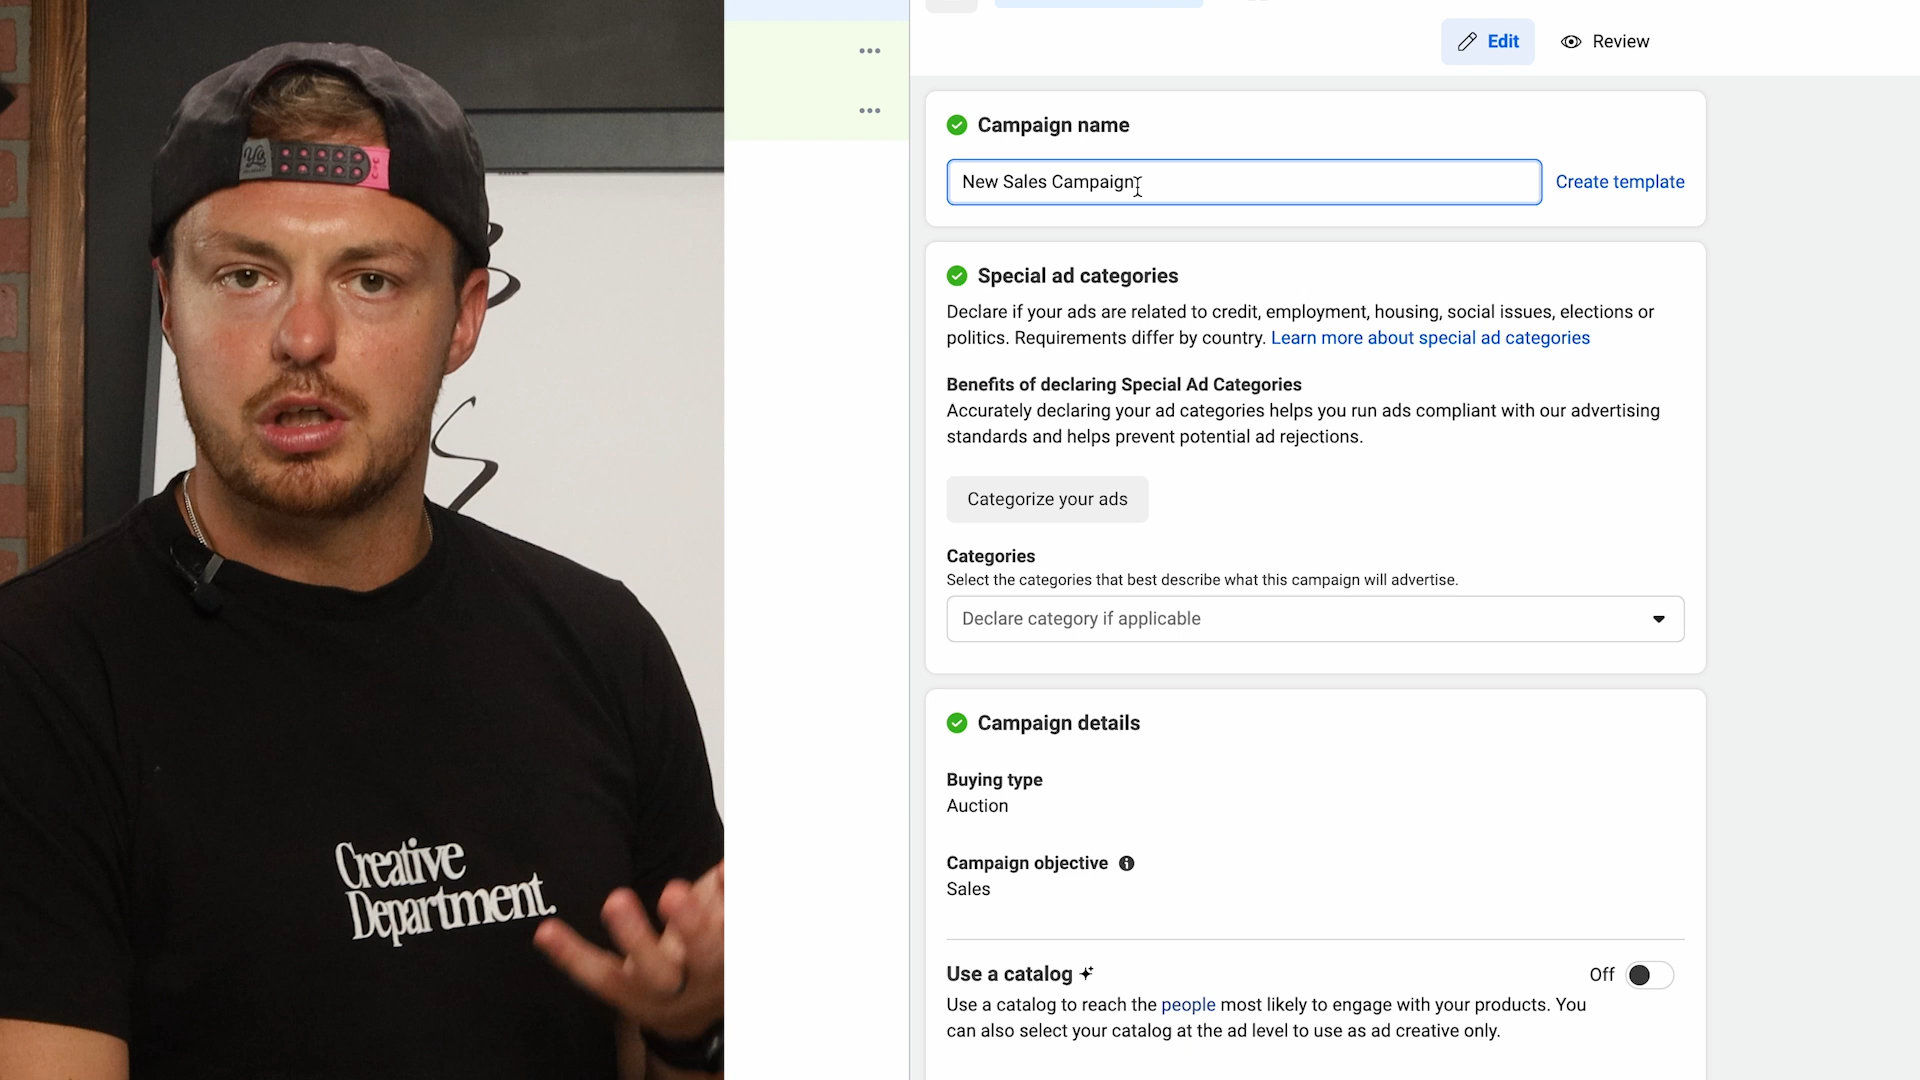 Yo.
Creative
Department.
Edit
Review
Campaign name
New Sales Campaign
Create template
Special ad categories
Declare if your ads are related to credit, employment, housing, social issues, elections or
politics. Requirements differ by country. Learn more about special ad categories
Benefits of declaring Special Ad Categories
Accurately declaring your ad categories helps you run ads compliant with our advertising
standards and helps prevent potential ad rejections.
Categorize your ads
Categories
Select the categories that best describe what this campaign will advertise.
Declare category if applicable
Campaign details
Buying type
Auction
Campaign objective
Sales
Use a catalog
Off
Use a catalog to reach the people most likely to engage with your products. You
can also select your catalog at the ad level to use as ad creative only.